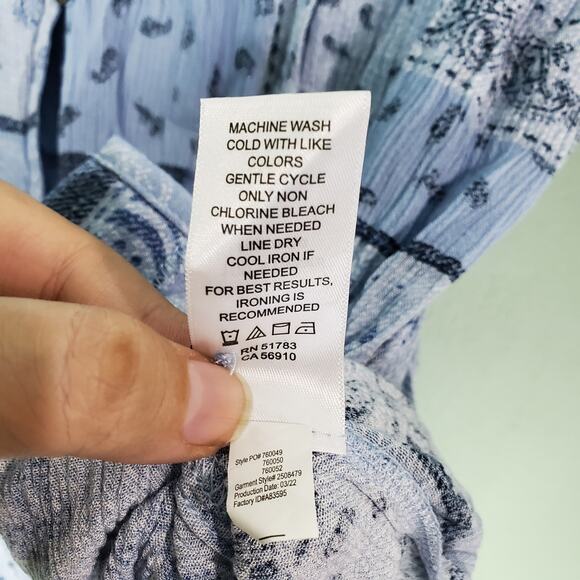 MACHINE WASH
COLD WITH LIKE
COLORS
GENTLE CYCLE
ONLY NON
CHLORINE BLEACH
WHEN NEEDED
LINE DRY
COOL IRON IF
NEEDED
FOR BEST RESULTS,
IRONING IS
RECOMMENDED
RN 51783
CA 56910
Style PO# 760049
760050
760052
Garment Style# 2508479
Production Date: 03/22
Factory ID#A83595